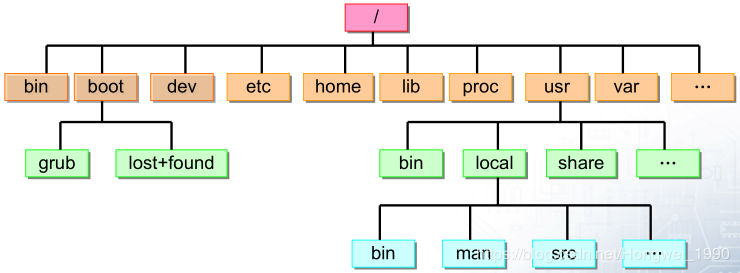 /
bin boot dev etc home lib proc usr var ...
grub lost+found bin local share ...
bin man src ...
https://blog.csdn.net/Hongwei_1990